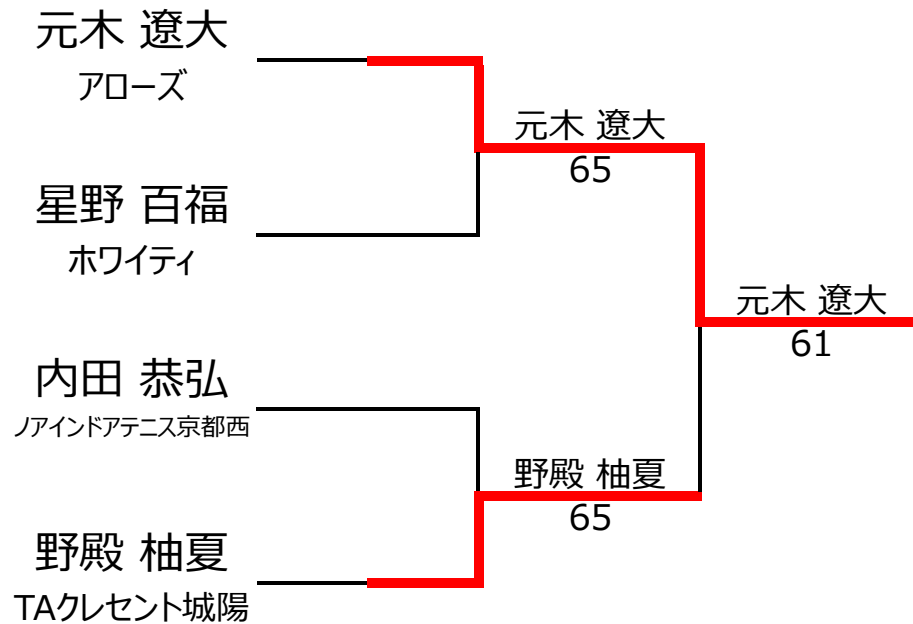 元木 遼大
アローズ
星野 百福
ホワイティ
内田 恭弘
ノアインドアテニス京都西
野殿 柚夏
TAクレセント城陽
元木 遼大
65
野殿 柚夏
65
元木 遼大
61